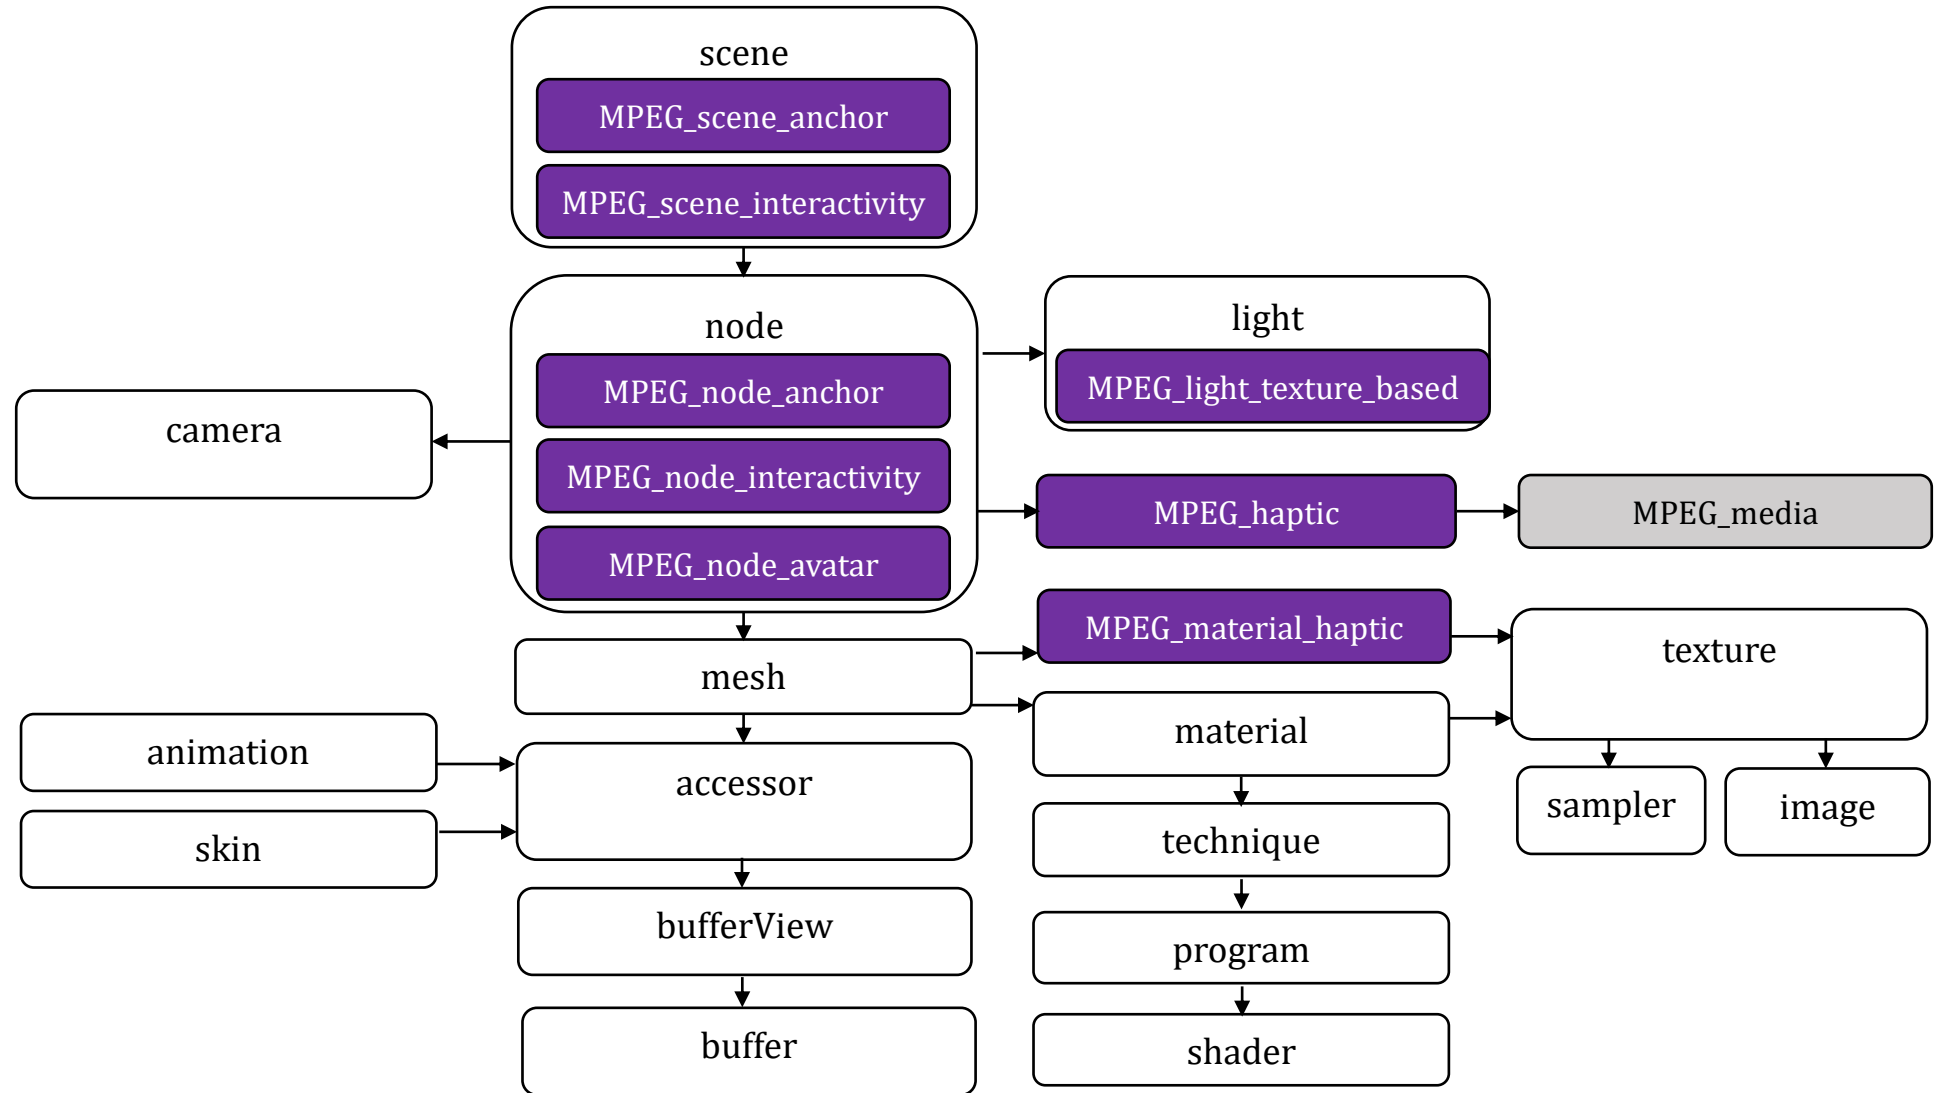 scene
MPEG_scene_anchor
MPEG_scene_interactivity
node
MPEG_node_anchor
MPEG_node_interactivity
MPEG_node_avatar
light
MPEG_light_texture_based
camera
MPEG_haptic
MPEG_media
MPEG_material_haptic
texture
mesh
material
animation
accessor
sampler
image
skin
technique
bufferView
program
buffer
shader